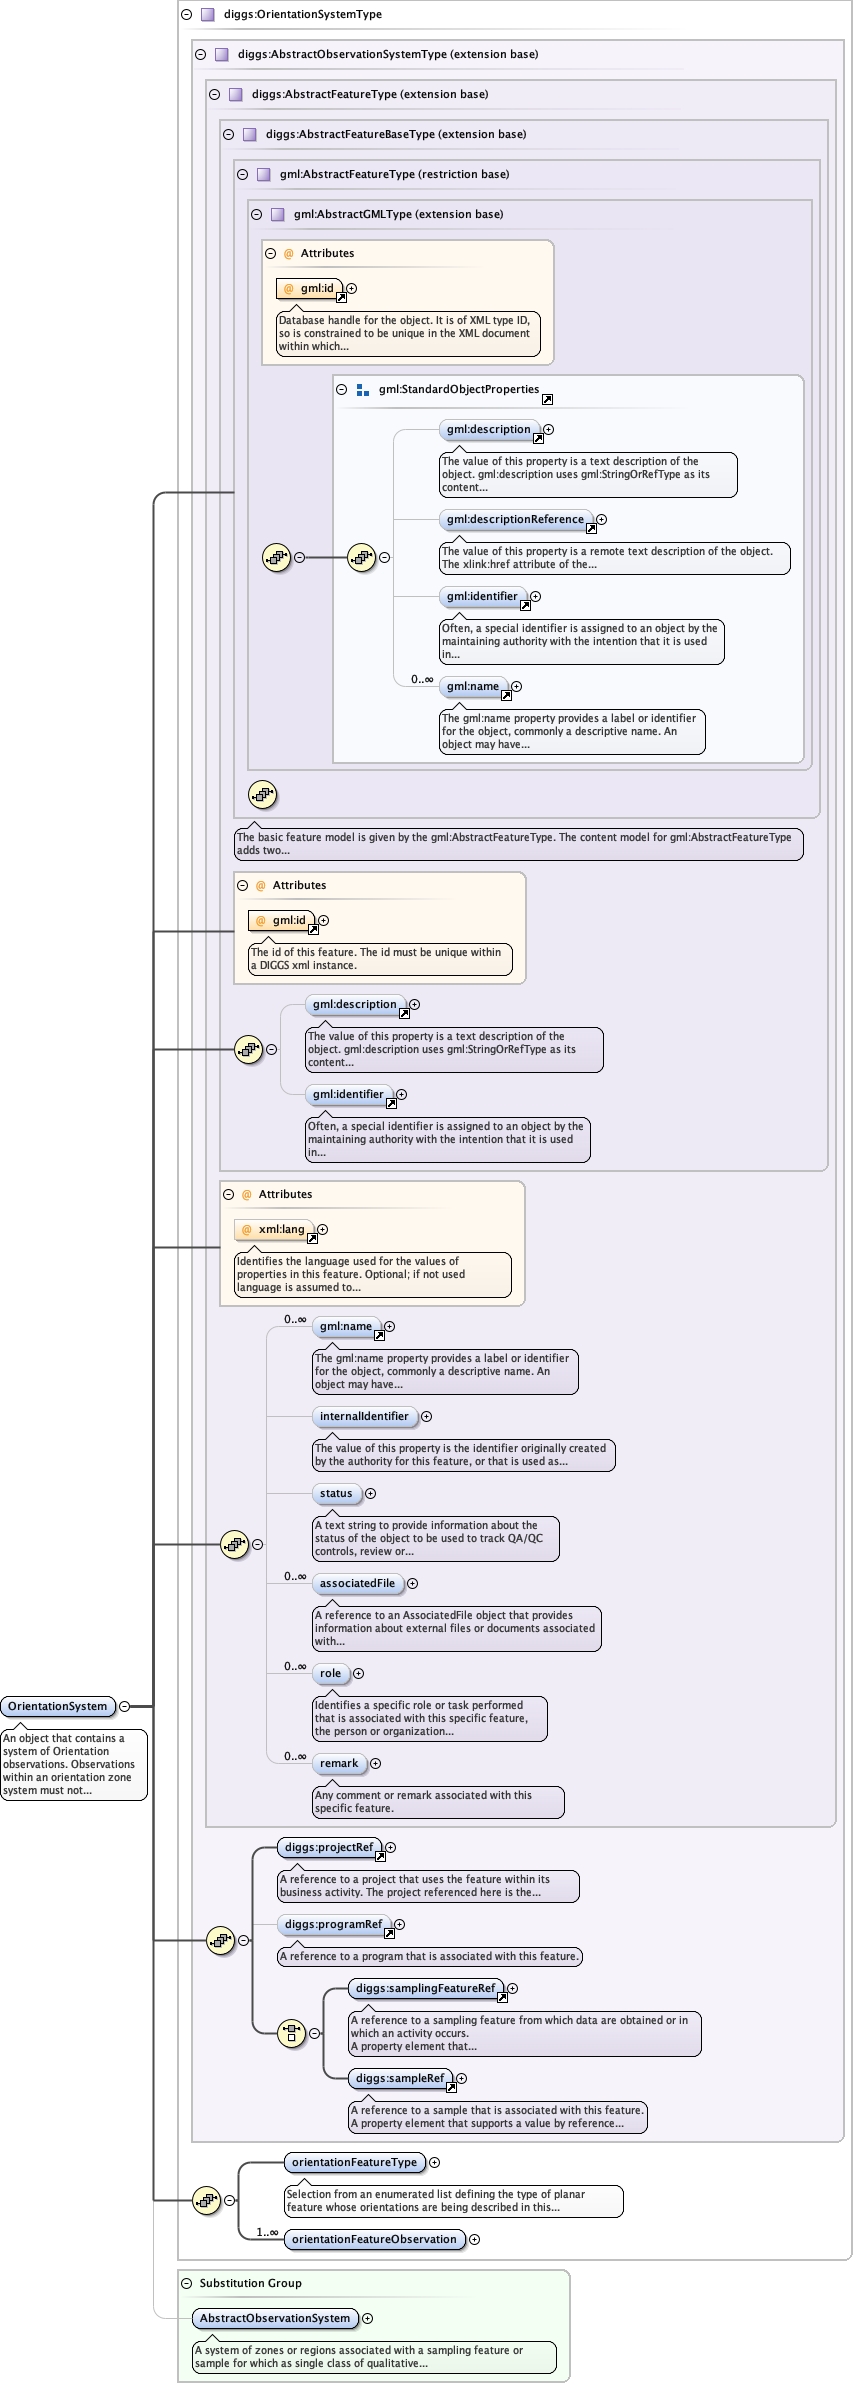 diggs:OrientationSystemType
diggs:AbstractObservationSystemType (extension base)
diggs:AbstractFeatureType (extension base)
diggs:AbstractFeatureBaseType (extension base)
gml:AbstractFeatureType (restriction base)
gml:AbstractGMLType (extension base)
@ Attributes
@ gml:id
Database handle for the object. It is of XML type ID,
so is constrained to be unique in the XML document
within which...
gml:StandardObjectProperties
gml:description
The value of this property is a text description of the
object. gml:description uses gml:StringOrRefType as its
content...
gml:descriptionReference
The value of this property is a remote text description of the object.
The xlink:href attribute of the...
gml:identifier
Often, a special identifier is assigned to an object by the
maintaining authority with the intention that it is used
in...
0..∞
gml:name
The gml:name property provides a label or identifier
for the object, commonly a descriptive name. An
object may have...
The basic feature model is given by the gml:AbstractFeatureType. The content model for gml:AbstractFeatureType
adds two...
@ Attributes
@ gml:id
The id of this feature. The id must be unique within
a DIGGS xml instance.
gml:description
The value of this property is a text description of the
object. gml:description uses gml:StringOrRefType as its
content...
gml:identifier
Often, a special identifier is assigned to an object by the
maintaining authority with the intention that it is used
in...
@ Attributes
@ xml:lang
Identifies the language used for the values of
properties in this feature. Optional; if not used
language is assumed to...
0..∞
gml:name
The gml:name property provides a label or identifier
for the object, commonly a descriptive name. An
object may have...
internalIdentifier
The value of this property is the identifier originally created
by the authority for this feature, or that is used as...
status
A text string to provide information about the
status of the object to be used to track QA/QC
controls, review or...
0..∞
associatedFile
A reference to an AssociatedFile object that provides
information about external files or documents associated
with...
0..∞
role
Identifies a specific role or task performed
that is associated with this specific feature,
the person or organization...
0..∞
remark
Any comment or remark associated with this
specific feature.
OrientationSystem
An object that contains a
system of Orientation
observations. Observations
within an orientation zone
system must not...
diggs:projectRef
A reference to a project that uses the feature within its
business activity. The project referenced here is the...
diggs:programRef
A reference to a program that is associated with this feature.
diggs:samplingFeatureRef
A reference to a sampling feature from which data are obtained or in
which an activity occurs.
A property element that...
diggs:sampleRef
A reference to a sample that is associated with this feature.
A property element that supports a value by reference...
orientationFeatureType
Selection from an enumerated list defining the type of planar
feature whose orientations are being described in this...
1..∞
orientationFeatureObservation
Substitution Group
AbstractObservationSystem
A system of zones or regions associated with a sampling feature or
sample for which as single class of qualitative...